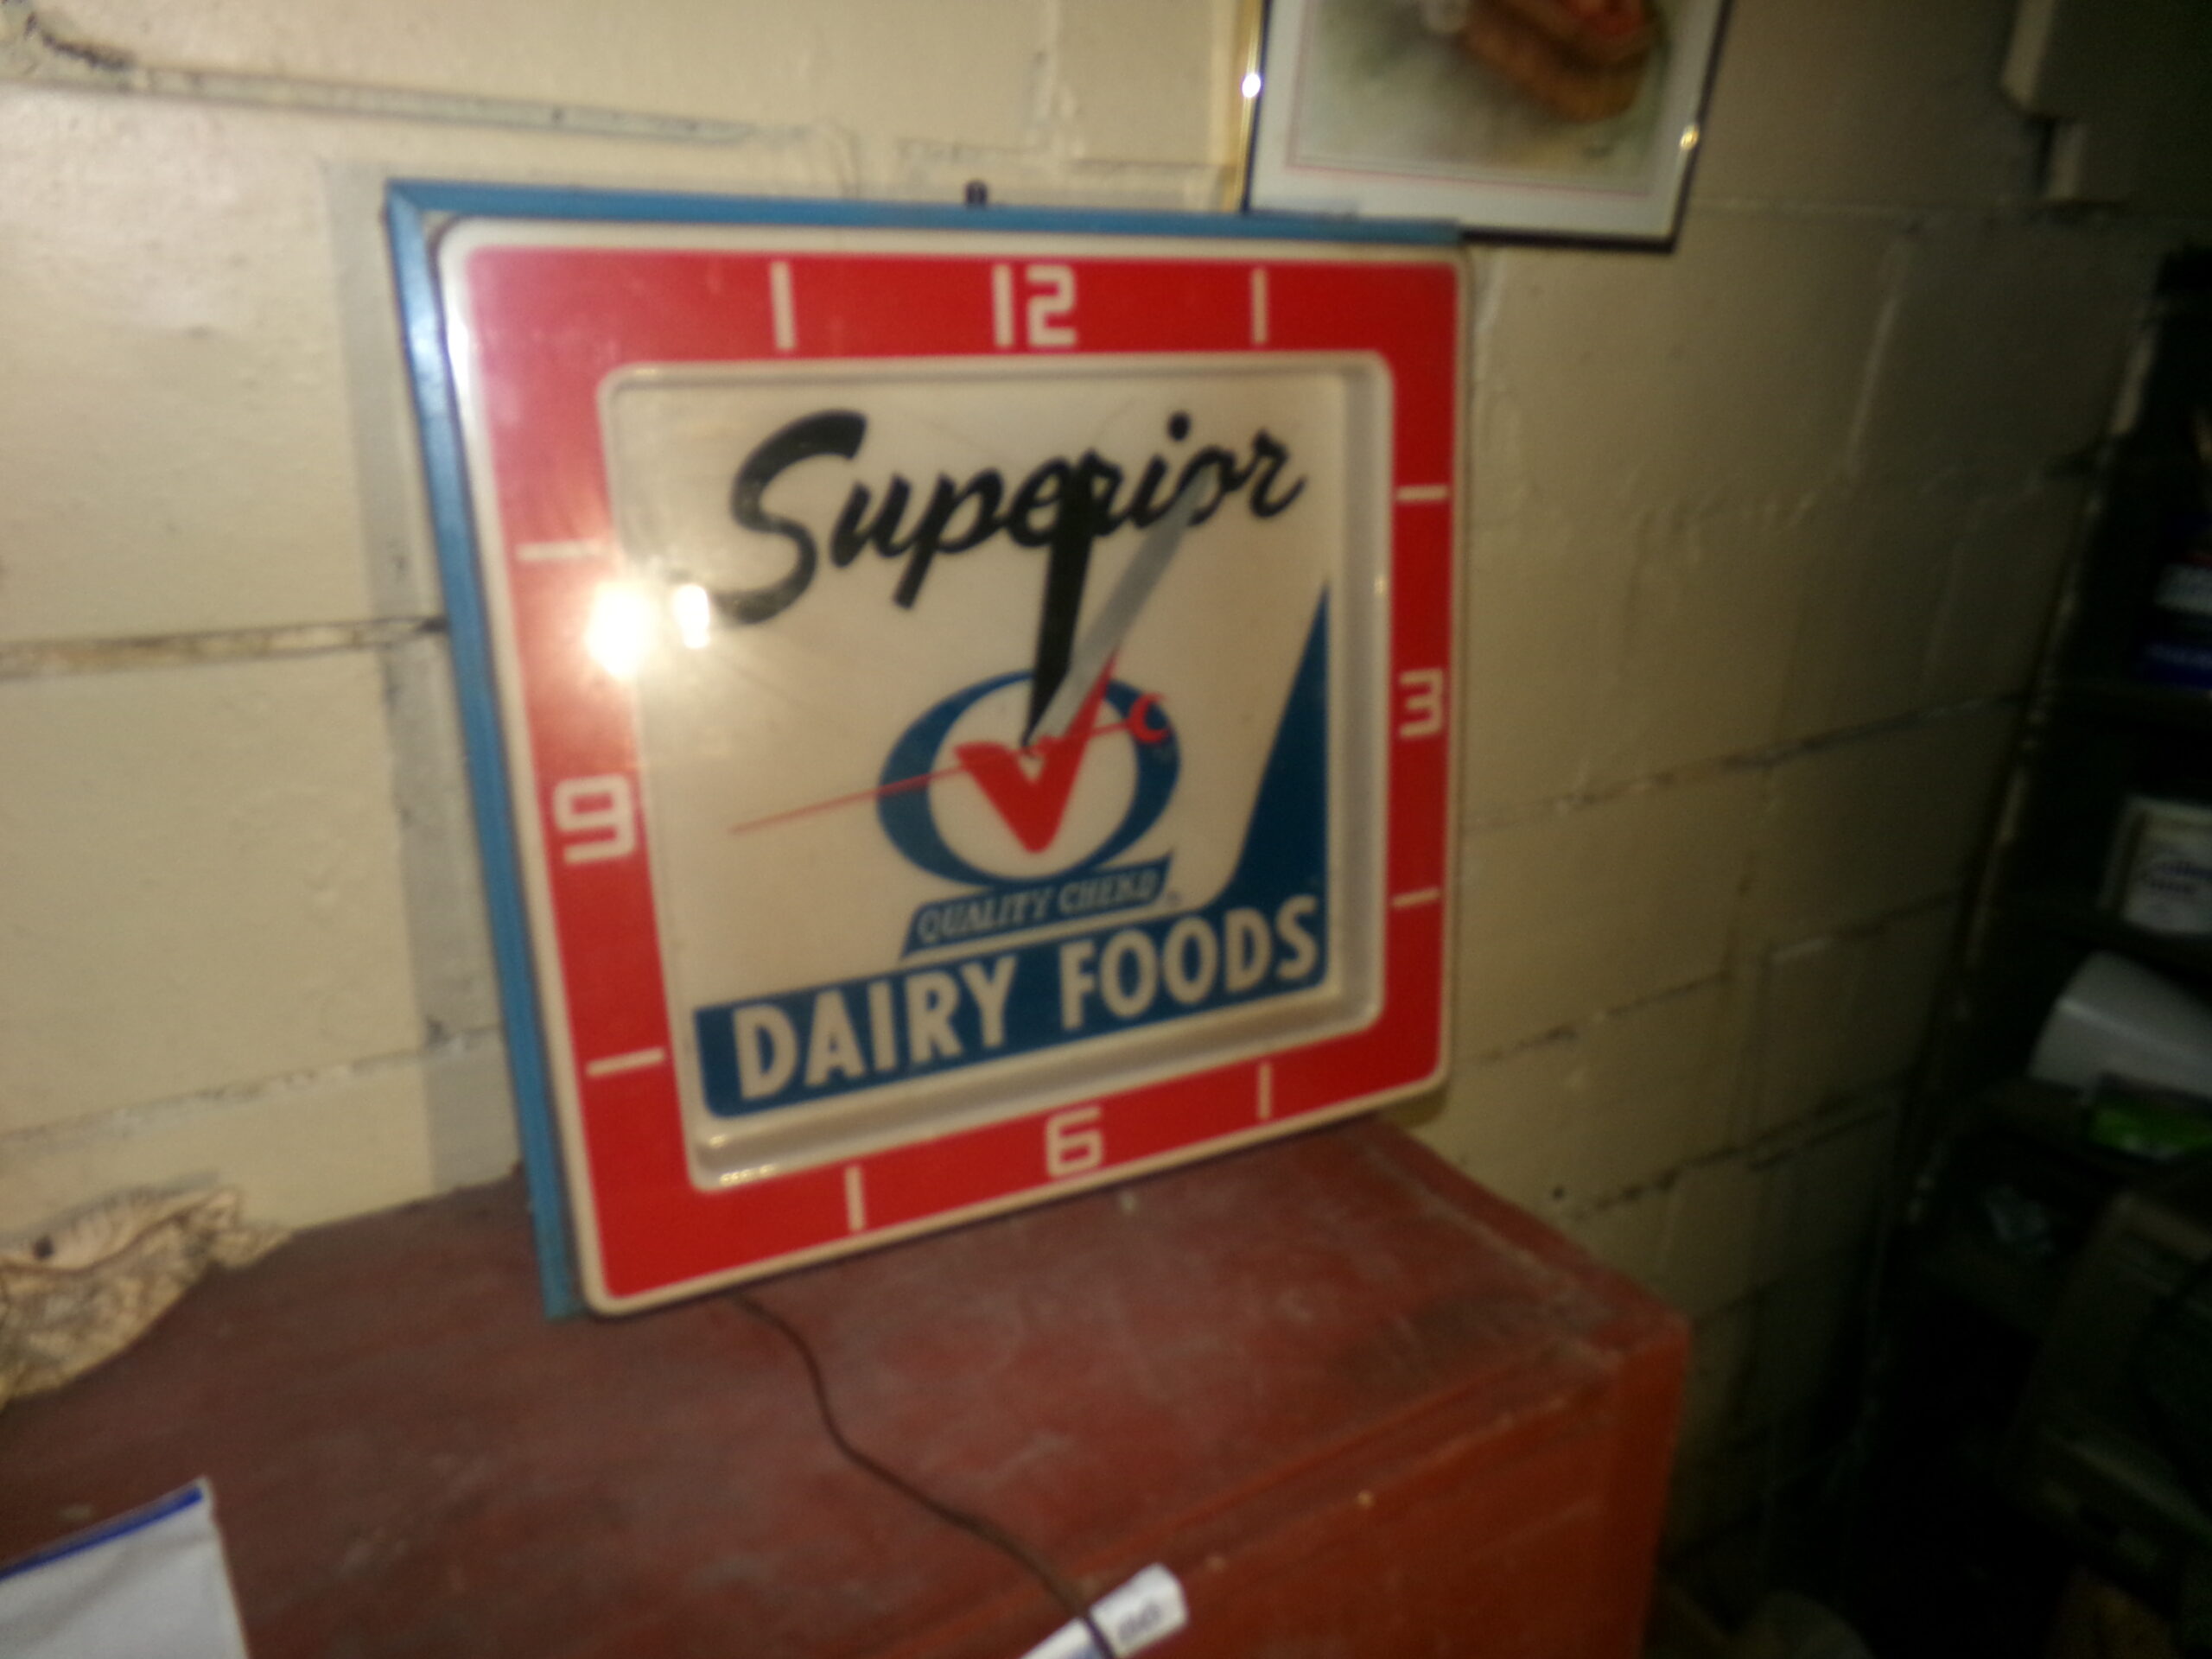 12
Superior
9
3
QUALITY CHEKD
DAIRY FOODS
6